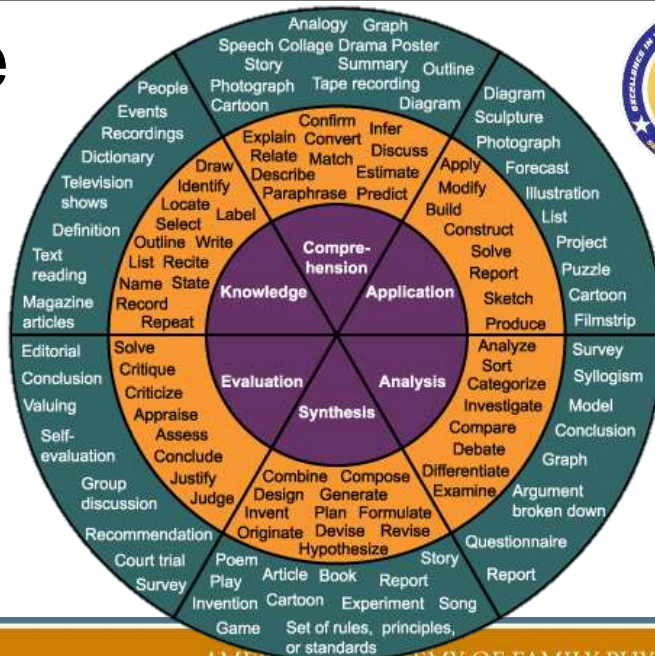 e
EXCELLENCE IN
Analogy Graph
Speech Collage Drama Poster
Story Summary Outline
Photograph Tape recording
Cartoon Diagram
Confirm
Explain Convert Infer
Relate Match Discuss
Describe Estimate
Paraphrase Predict
Compre-
hension
Diagram
Sculpture
Photograph
Forecast
Illustration
List
Project
Puzzle
Cartoon
Filmstrip
Apply
Modify
Build
Construct
Solve
Report
Sketch
Produce
Application
Survey
Syllogism
Model
Conclusion
Graph
Argument
broken down
Questionnaire
Report
Analyze
Sort
Categorize
Investigate
Compare
Debate
Differentiate
Examine
Analysis
Synthesis
Combine Compose
Design Generate
Invent Plan Formulate
Originate Devise Revise
Hypothesize
Poem Story
Play Article Book Report
Invention Cartoon Experiment Song
Game Set of rules, principles,
or standards
Evaluation
Solve
Critique
Criticize
Appraise
Assess
Conclude
Justify
Judge
Editorial
Conclusion
Valuing
Self-
evaluation
Group
discussion
Recommendation
Court trial
Survey
Knowledge
Draw
Identify
Locate
Select Label
Outline Write
List Recite
Name State
Record
Repeat
People
Events
Recordings
Dictionary
Television
shows
Definition
Text
reading
Magazine
articles
OF FAMILY